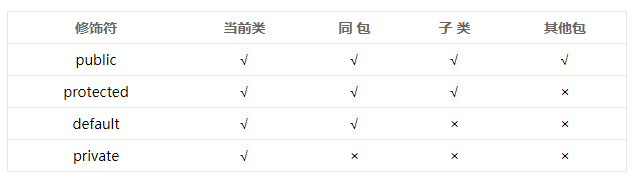 修饰符 当前类 同 包 子 类 其他包
public √ √ √ √
protected √ √ √ ×
default √ √ × ×
private √ × × ×